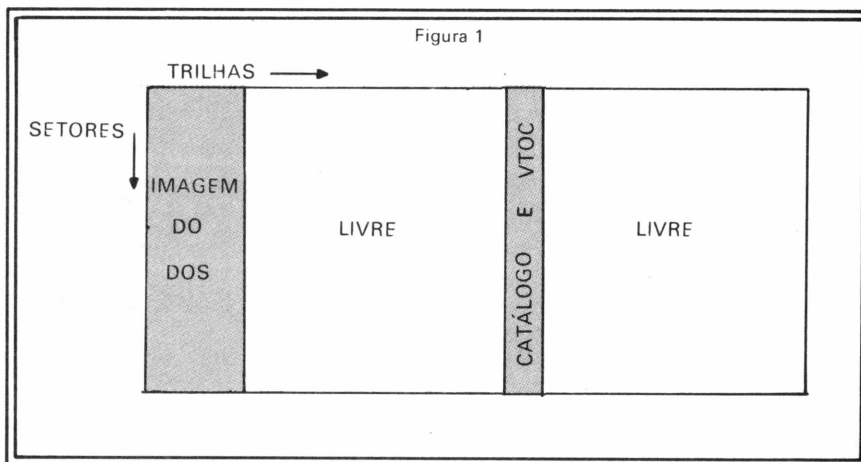 Figura 1
TRILHAS
SETORES
IMAGEM
DO
DOS
LIVRE
CATÁLOGO E VTOC
LIVRE